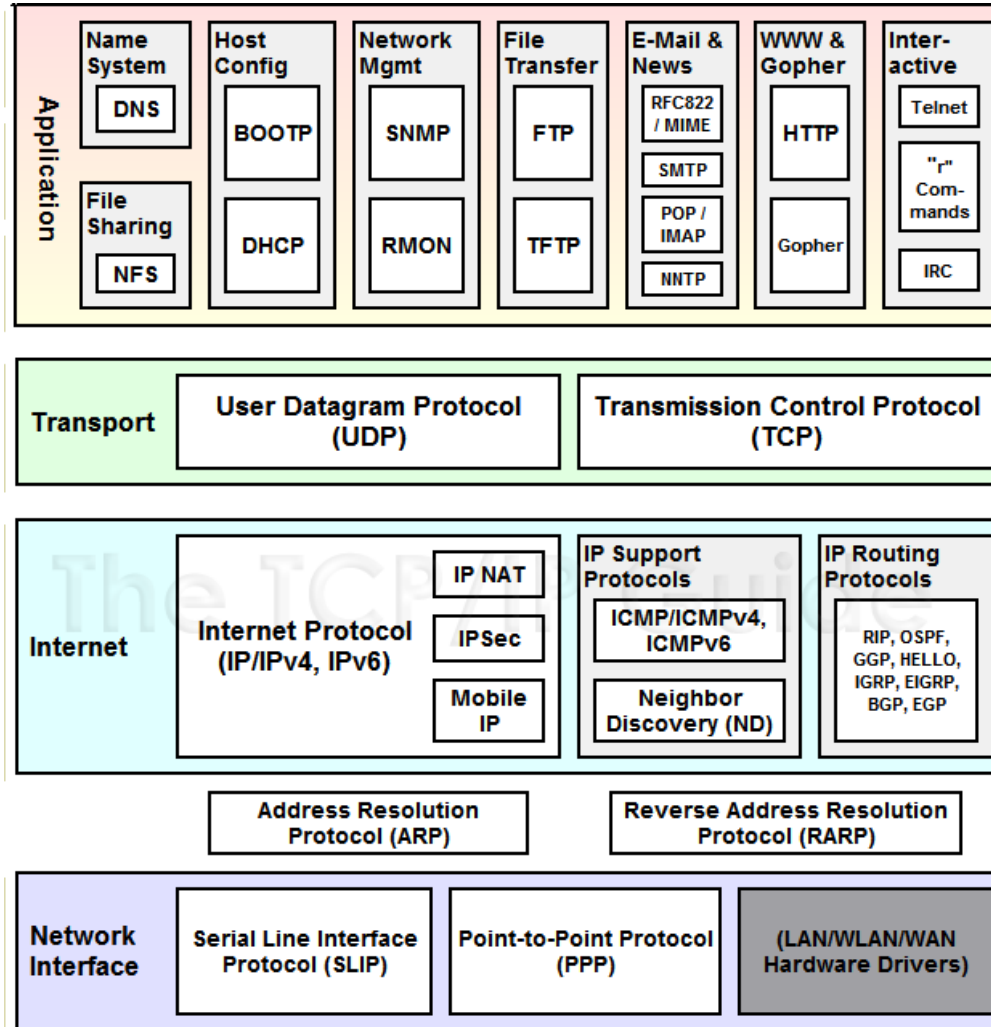 Application
Name
System
DNS
File
Sharing
NFS
Host
Config
BOOTP
DHCP
Network
Mgmt
SNMP
RMON
File
Transfer
FTP
TFTP
E-Mail &
News
RFC822
/ MIME
SMTP
POP /
IMAP
NNTP
WWW &
Gopher
HTTP
Gopher
Inter-
active
Telnet
"r"
Com-
mands
IRC
Transport
User Datagram Protocol
(UDP)
Transmission Control Protocol
(TCP)
The TCP/IP Guide
Internet
Internet Protocol
(IP/IPv4, IPv6)
IP NAT
IPSec
Mobile
IP
IP Support
Protocols
ICMP/ICMPv4,
ICMPv6
Neighbor
Discovery (ND)
IP Routing
Protocols
RIP, OSPF,
GGP, HELLO,
IGRP, EIGRP,
BGP, EGP
Address Resolution
Protocol (ARP)
Reverse Address Resolution
Protocol (RARP)
Network
Interface
Serial Line Interface
Protocol (SLIP)
Point-to-Point Protocol
(PPP)
(LAN/WLAN/WAN
Hardware Drivers)